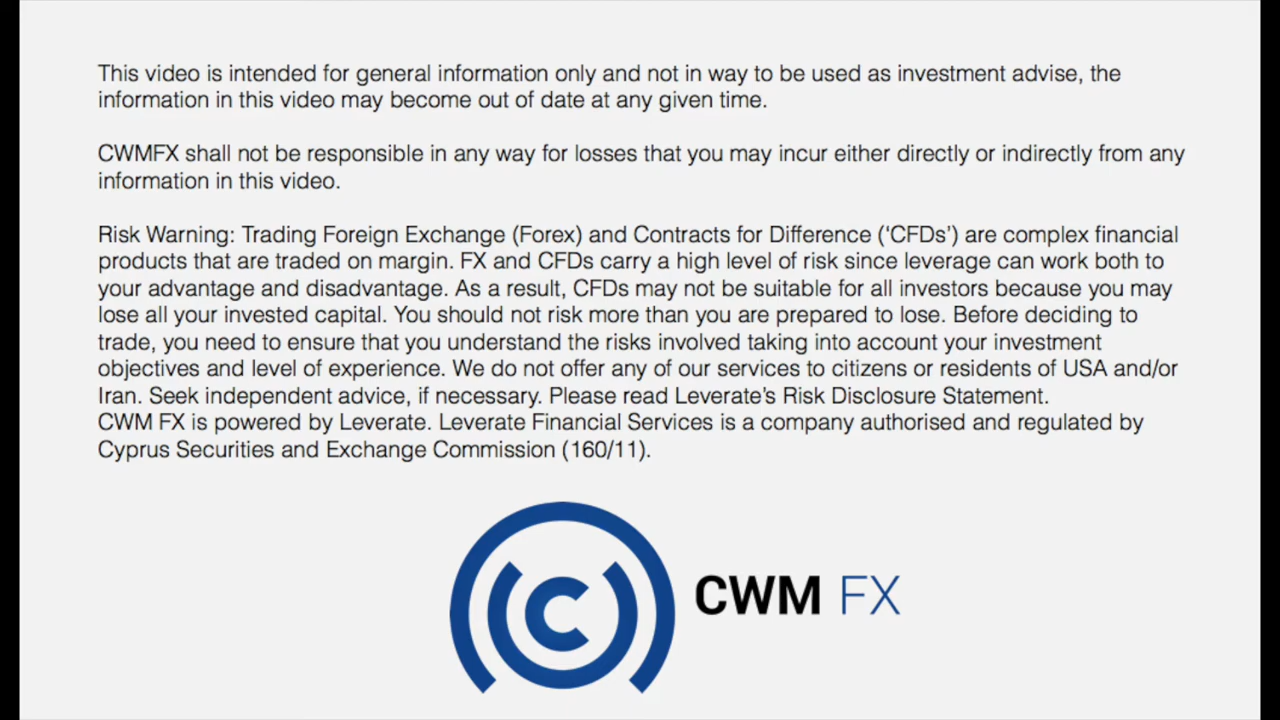 This video is intended for general information only and not in way to be used as investment advise, the
information in this video may become out of date at any given time.
CWMFX shall not be responsible in any way for losses that you may incur either directly or indirectly from any
information in this video.
Risk Warning: Trading Foreign Exchange (Forex) and Contracts for Difference (‘CFDs’) are complex financial
products that are traded on margin. FX and CFDs carry a high level of risk since leverage can work both to
your advantage and disadvantage. As a result, CFDs may not be suitable for all investors because you may
lose all your invested capital. You should not risk more than you are prepared to lose. Before deciding to
trade, you need to ensure that you understand the risks involved taking into account your investment
objectives and level of experience. We do not offer any of our services to citizens or residents of USA and/or
Iran. Seek independent advice, if necessary. Please read Leverate’s Risk Disclosure Statement.
CWM FX is powered by Leverate. Leverate Financial Services is a company authorised and regulated by
Cyprus Securities and Exchange Commission (160/11).
CWM FX